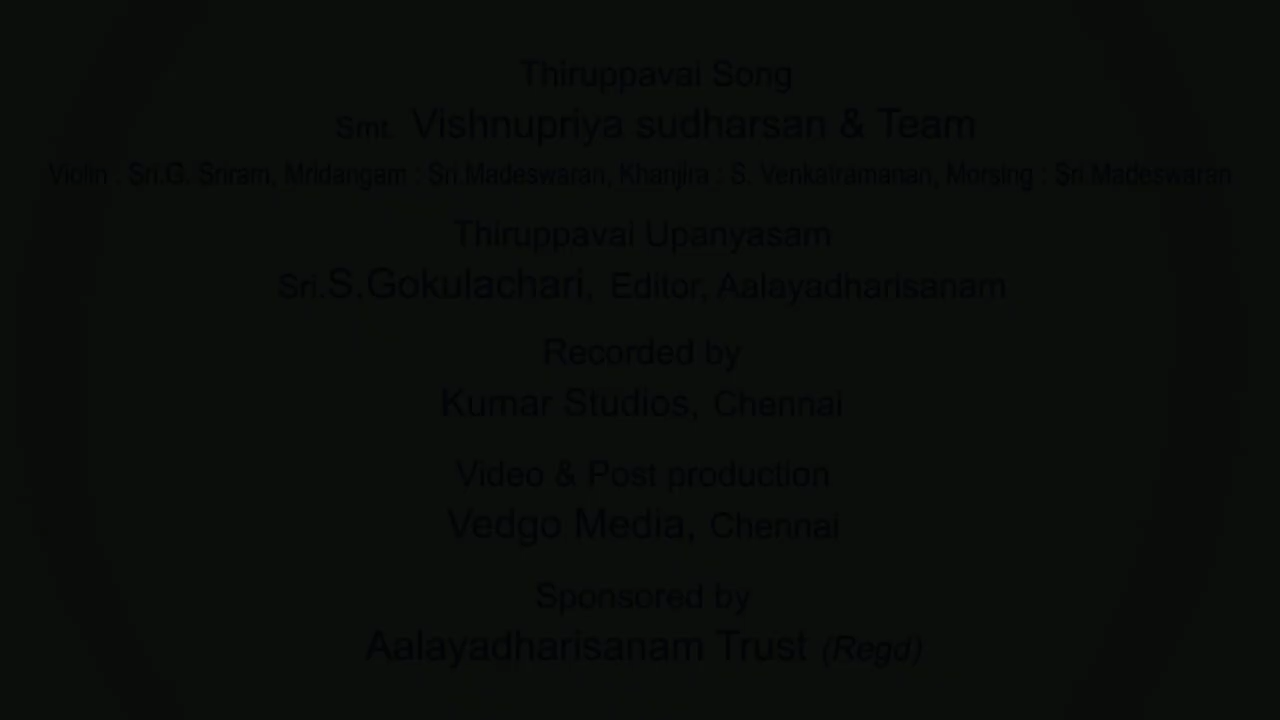 Thiruppavai Song
Smt. Vishnupriya sudharsan & Team
Violin : Sri.G. Sriram, Mridangam : Sri.Madeswaran, Khanjira : S. Venkatramanan, Morsing : Sri.Madeswaran
Thiruppavai Upanyasam
Sri.S.Gokulachari, Editor, Aalayadharisanam
Recorded by
Kumar Studios, Chennai
Video & Post production
Vedgo Media, Chennai
Sponsored by
Aalayadharisanam Trust (Regd)